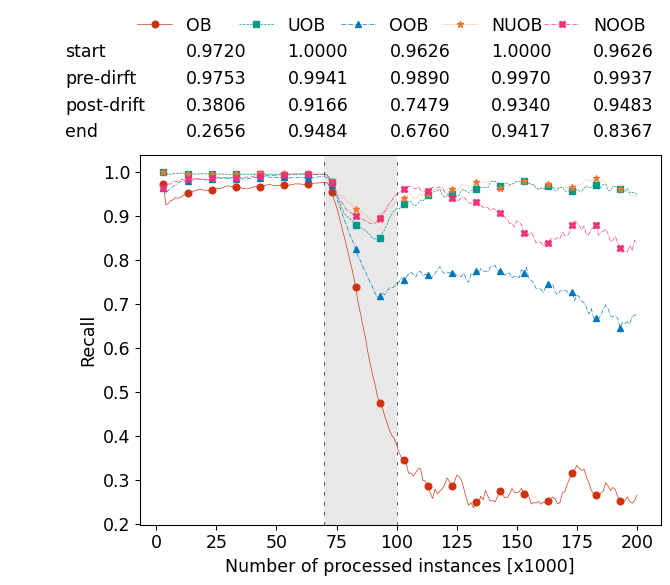 OB UOB OOB NUOB NOOB
start 0.9720 1.0000 0.9626 1.0000 0.9626
pre-dirft 0.9753 0.9941 0.9890 0.9970 0.9937
post-drift 0.3806 0.9166 0.7479 0.9340 0.9483
end 0.2656 0.9484 0.6760 0.9417 0.8367
1.0
0.9
0.8
0.7
0.6
0.5
0.4
0.3
0.2
Recall
0 25 50 75 100 125 150 175 200
Number of processed instances [x1000]